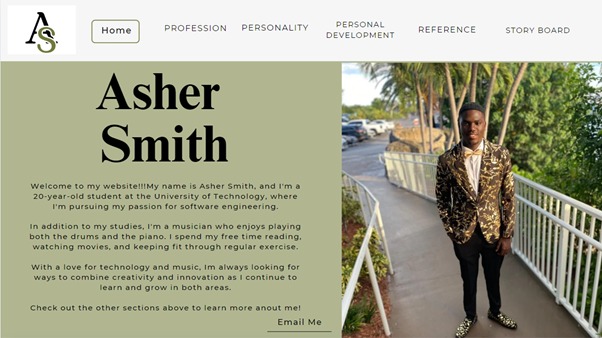 AS
Home
PROFESSION
PERSONALITY
PERSONAL
DEVELOPMENT
REFERENCE
STORY BOARD
Asher
Smith
Welcome to my website!!!My name is Asher Smith, and I'm a
20-year-old student at the University of Technology, where
I'm pursuing my passion for software engineering.
In addition to my studies, I'm a musician who enjoys playing
both the drums and the piano. I spend my free time reading,
watching movies, and keeping fit through regular exercise.
With a love for technology and music, Im always looking for
ways to combine creativity and innovation as I continue to
learn and grow in both areas.
Check out the other sections above to learn more anout me!
Email Me